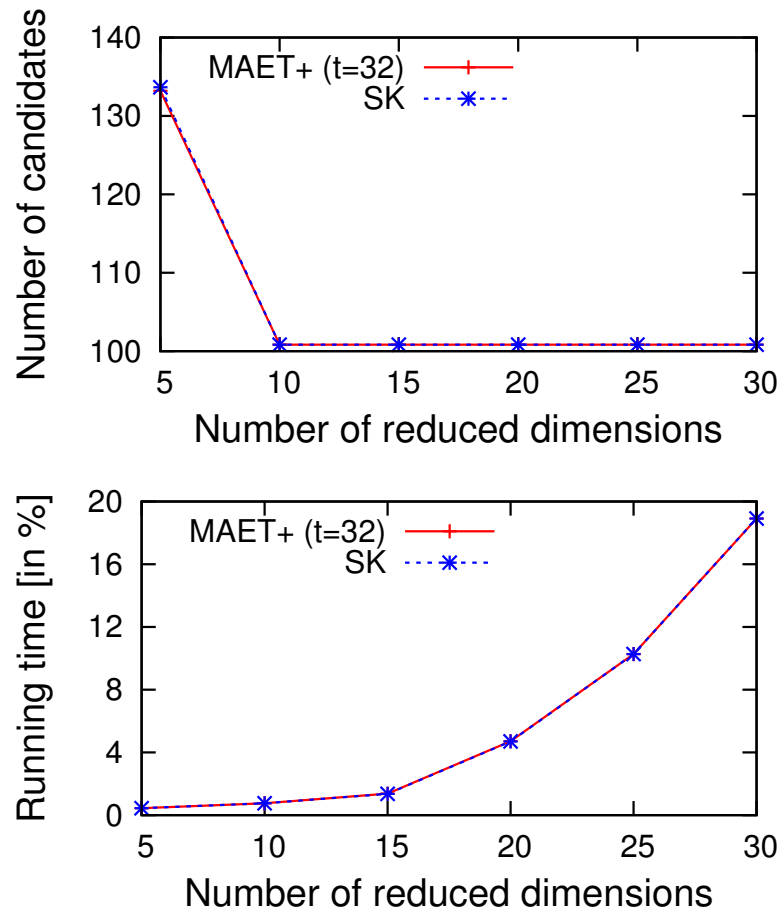 Number of candidates
140
130
120
110
100
MAET+ (t=32)
SK
5 10 15 20 25 30
Number of reduced dimensions
Running time [in %]
20
16
12
8
4
0
MAET+ (t=32)
SK
5 10 15 20 25 30
Number of reduced dimensions